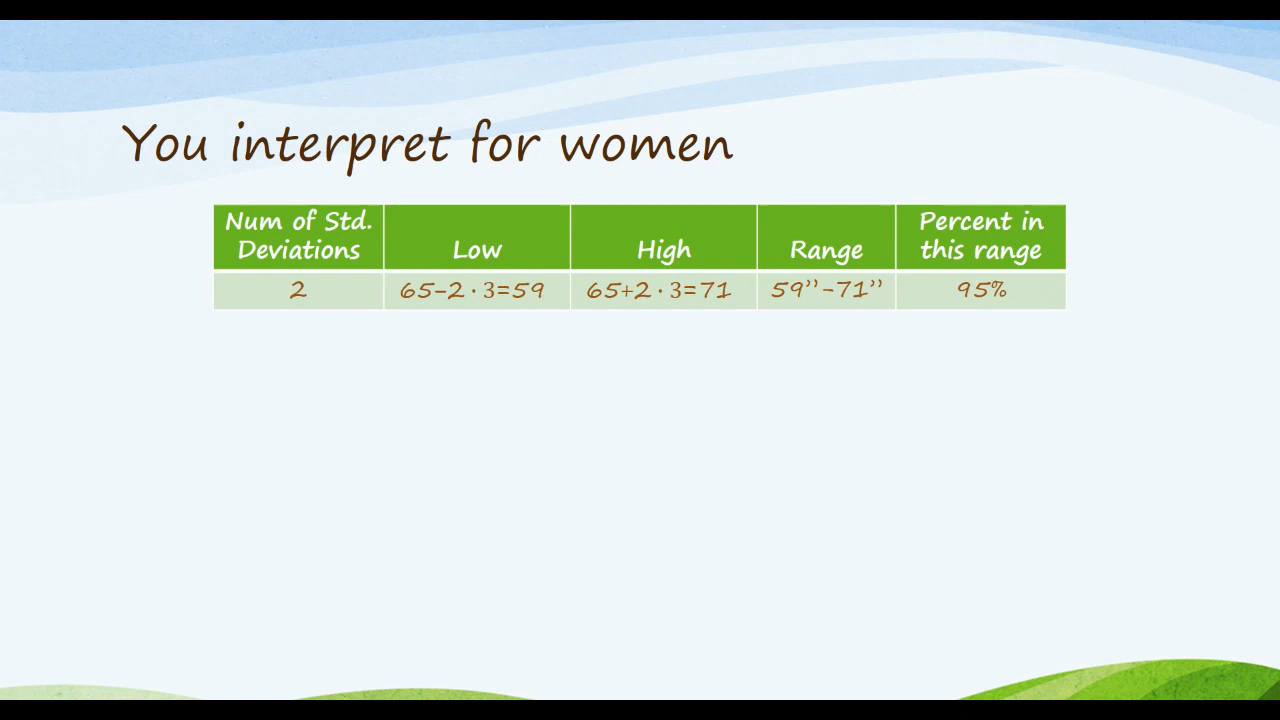 You interpret for women
Num of Std. Deviations Low High Range Percent in this range
2 65-2·3=59 65+2·3=71 59”-71” 95%